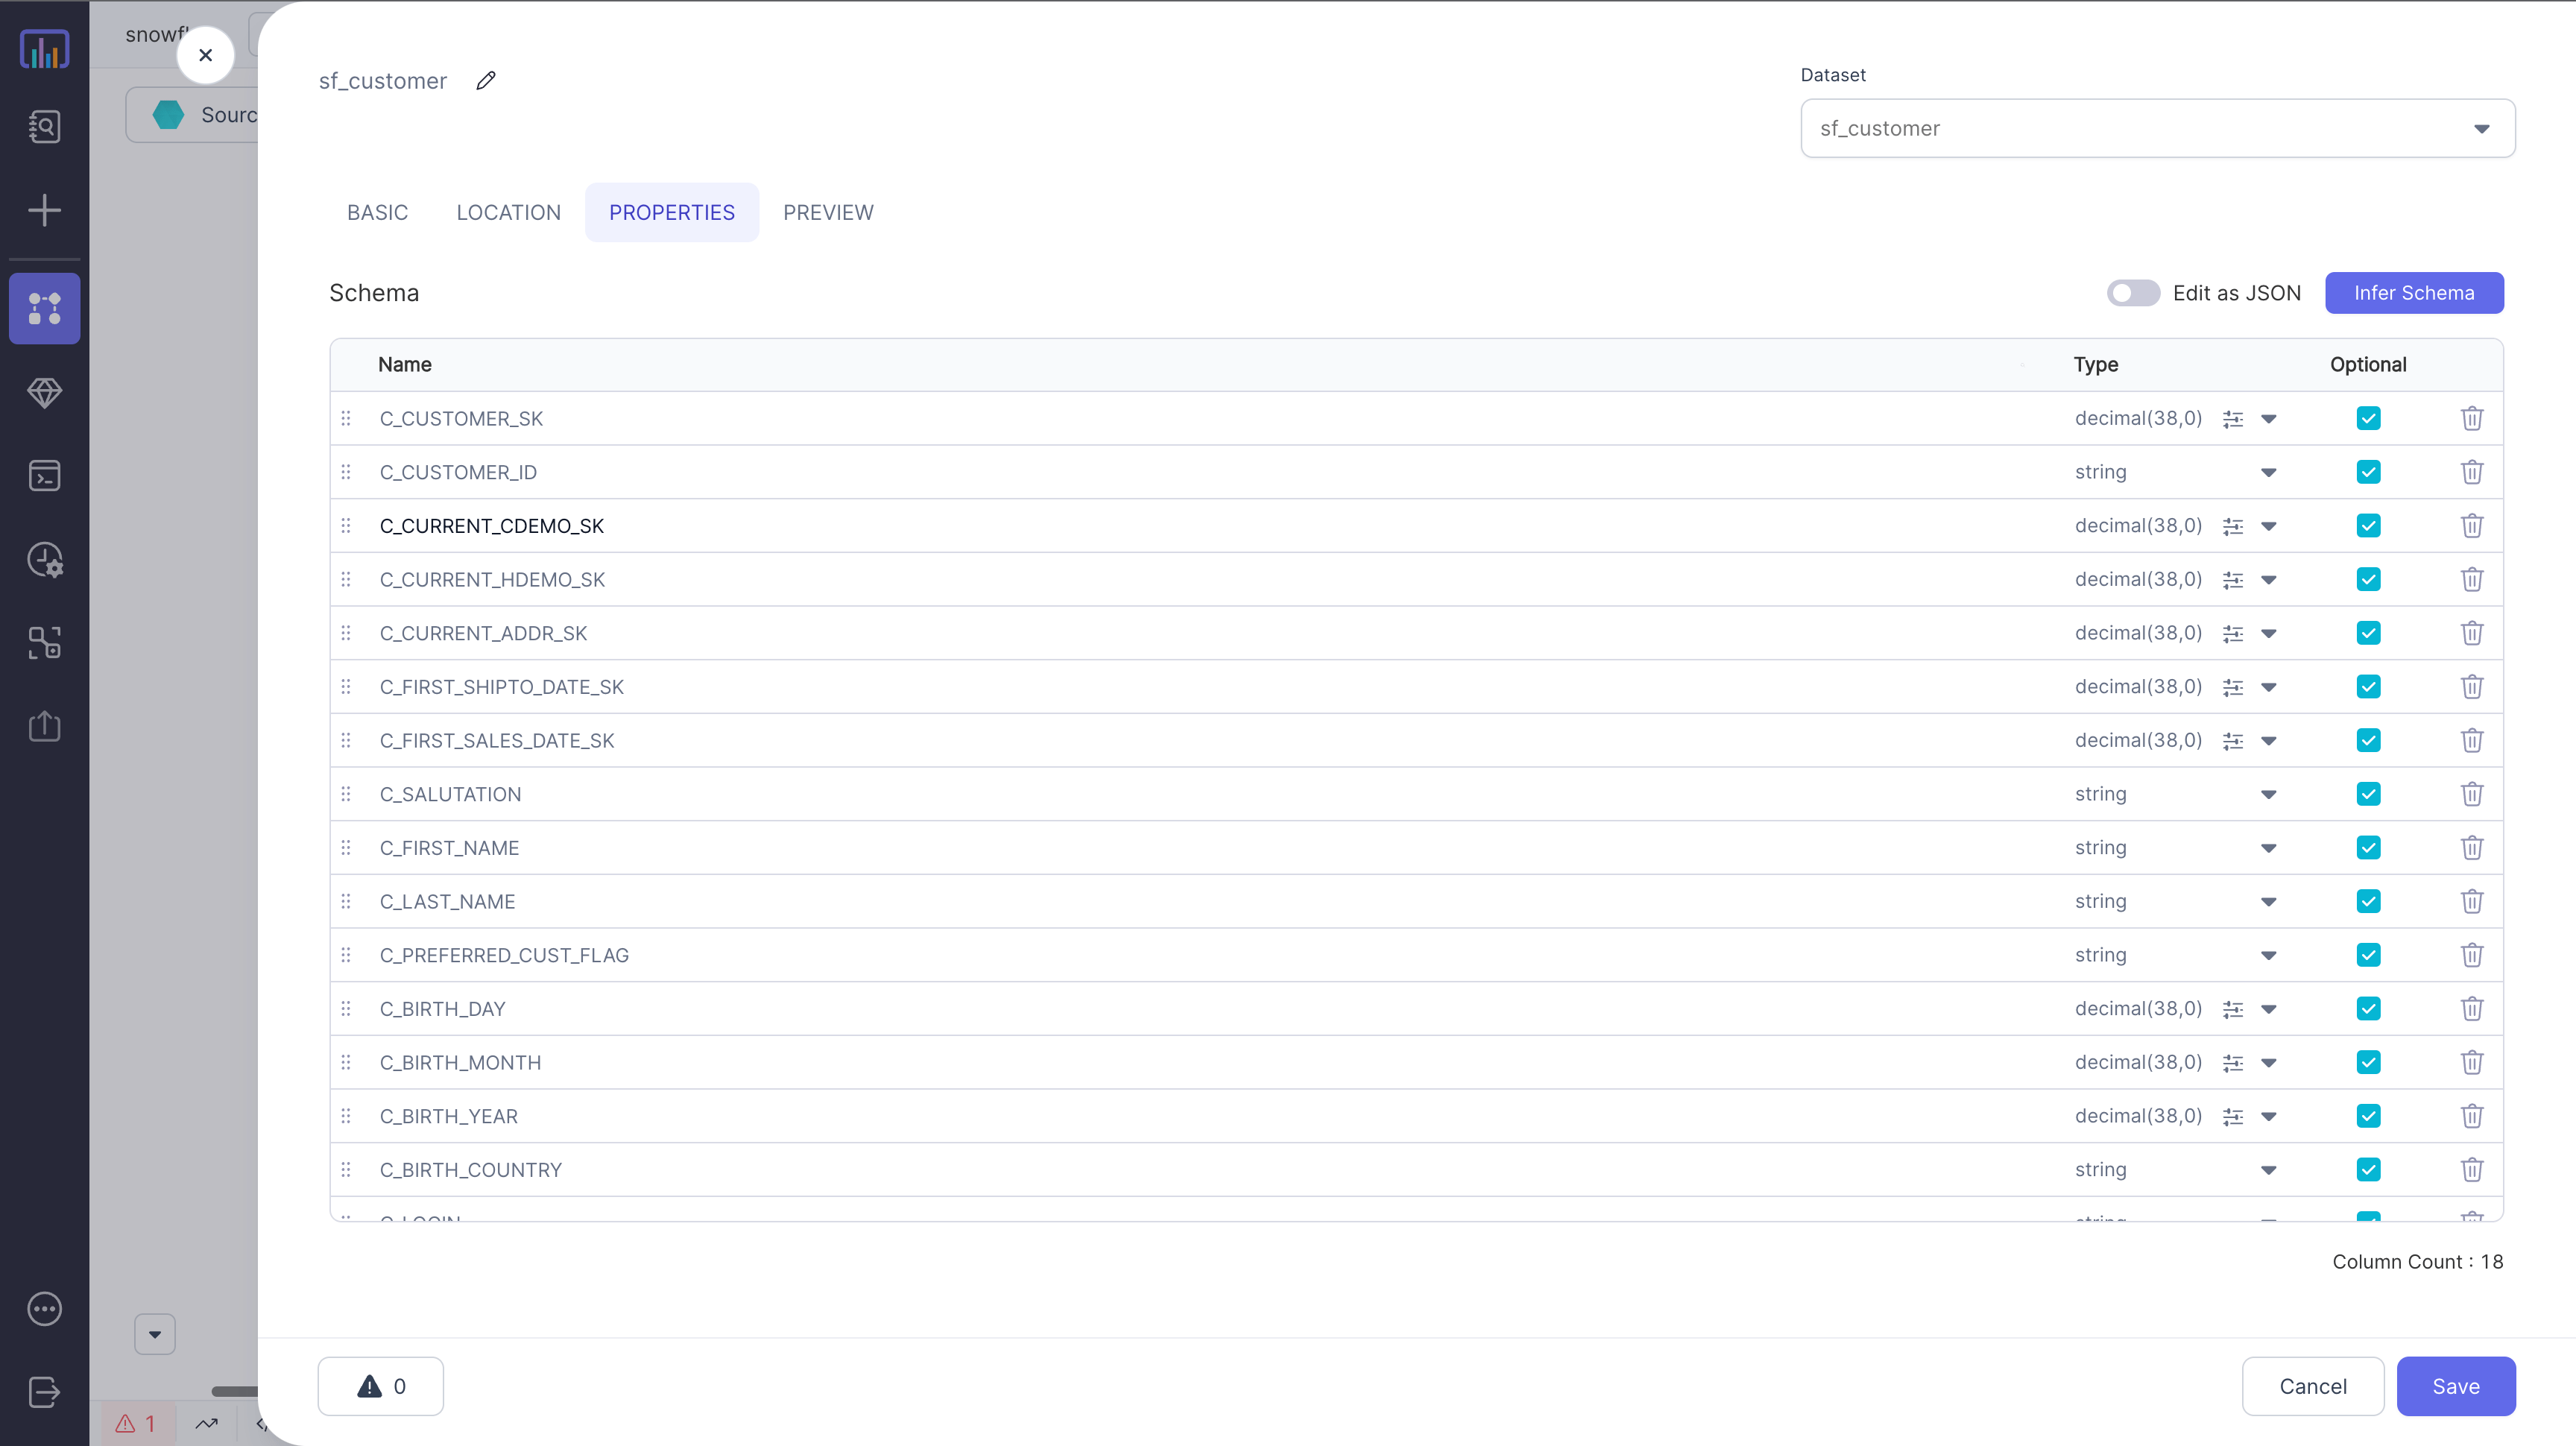 snowfl
Sourc
sf_customer
Dataset
sf_customer
BASIC LOCATION PROPERTIES PREVIEW
Schema
Edit as JSON
Infer Schema
Name Type Optional
C_CUSTOMER_SK decimal(38,0)
C_CUSTOMER_ID string
C_CURRENT_CDEMO_SK decimal(38,0)
C_CURRENT_HDEMO_SK decimal(38,0)
C_CURRENT_ADDR_SK decimal(38,0)
C_FIRST_SHIPTO_DATE_SK decimal(38,0)
C_FIRST_SALES_DATE_SK decimal(38,0)
C_SALUTATION string
C_FIRST_NAME string
C_LAST_NAME string
C_PREFERRED_CUST_FLAG string
C_BIRTH_DAY decimal(38,0)
C_BIRTH_MONTH decimal(38,0)
C_BIRTH_YEAR decimal(38,0)
C_BIRTH_COUNTRY string
C_LOGIN string
Column Count : 18
0
Cancel
Save
1